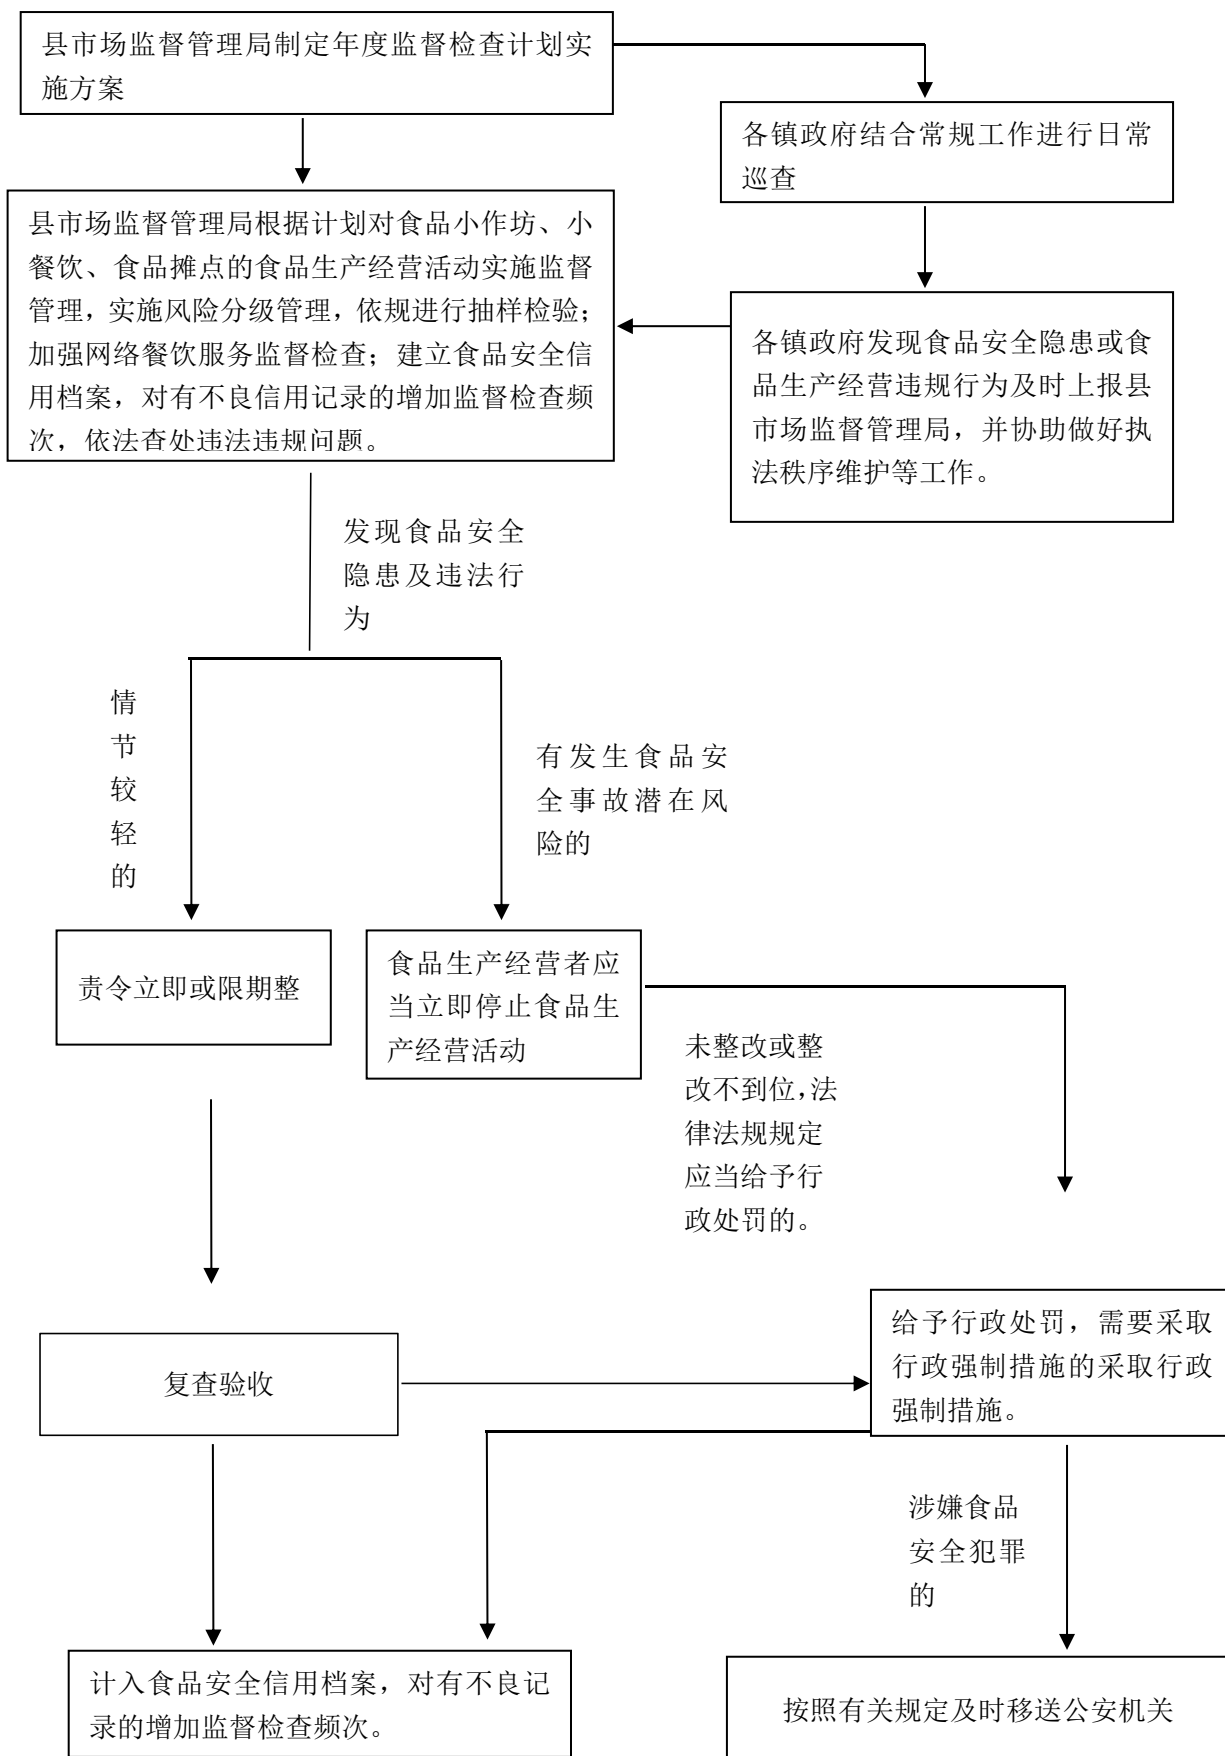 县市场监督管理局制定年度监督检查计划实
施方案
各镇政府结合常规工作进行日常
巡查
县市场监督管理局根据计划对食品小作坊、小
餐饮、食品摊点的食品生产经营活动实施监督
管理，实施风险分级管理，依规进行抽样检验；
加强网络餐饮服务监督检查；建立食品安全信
用档案，对有不良信用记录的增加监督检查频
次，依法查处违法违规问题。
各镇政府发现食品安全隐患或食
品生产经营违规行为及时上报县
市场监督管理局，并协助做好执
法秩序维护等工作。
发现食品安全
隐患及违法行
为
情
节
较
轻
的
有发生食品安
全事故潜在风
险的
责令立即或限期整
食品生产经营者应
当立即停止食品生
产经营活动
未整改或整
改不到位，法
律法规规定
应当给予行
政处罚的。
复查验收
给予行政处罚，需要采取
行政强制措施的采取行政
强制措施。
涉嫌食品
安全犯罪
的
计入食品安全信用档案，对有不良记
录的增加监督检查频次。
按照有关规定及时移送公安机关